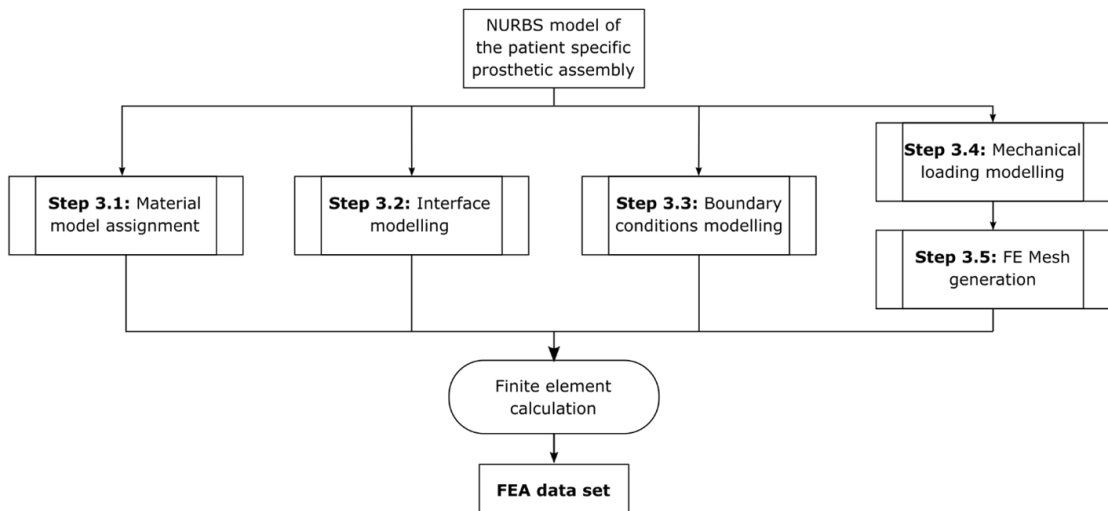 NURBS model of
the patient specific
prosthetic assembly
Step 3.1: Material
model assignment
Step 3.2: Interface
modelling
Step 3.3: Boundary
conditions modelling
Step 3.4: Mechanical
loading modelling
Step 3.5: FE Mesh
generation
Finite element
calculation
FEA data set